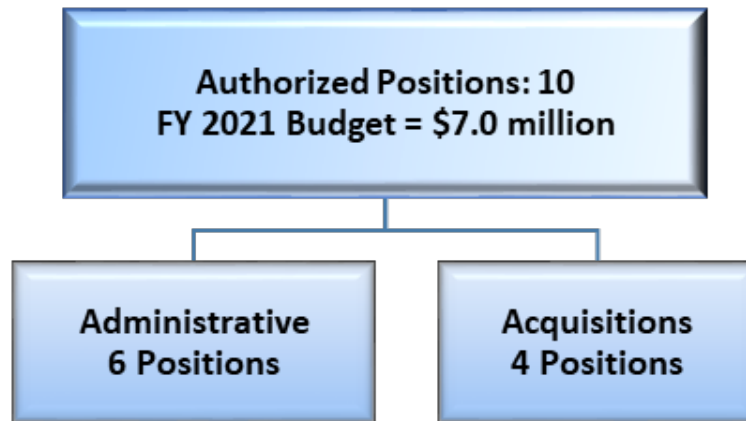 Authorized Positions: 10
FY 2021 Budget = $7.0 million
Administrative
6 Positions
Acquisitions
4 Positions